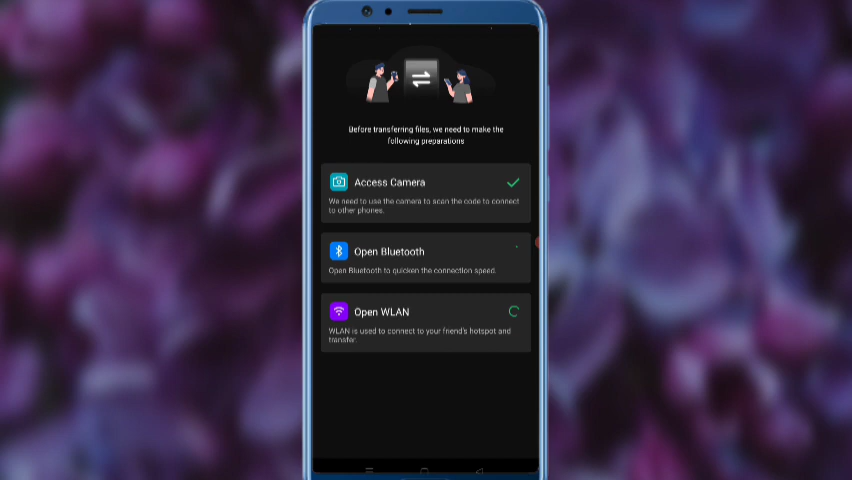 Before transferring files, we need to make the
following preparations
Access Camera
We need to use the camera to scan the code to connect
to other phones.
Open Bluetooth
Open Bluetooth to quicken the connection speed.
Open WLAN
WLAN is used to connect to your friend's hotspot and
transfer.